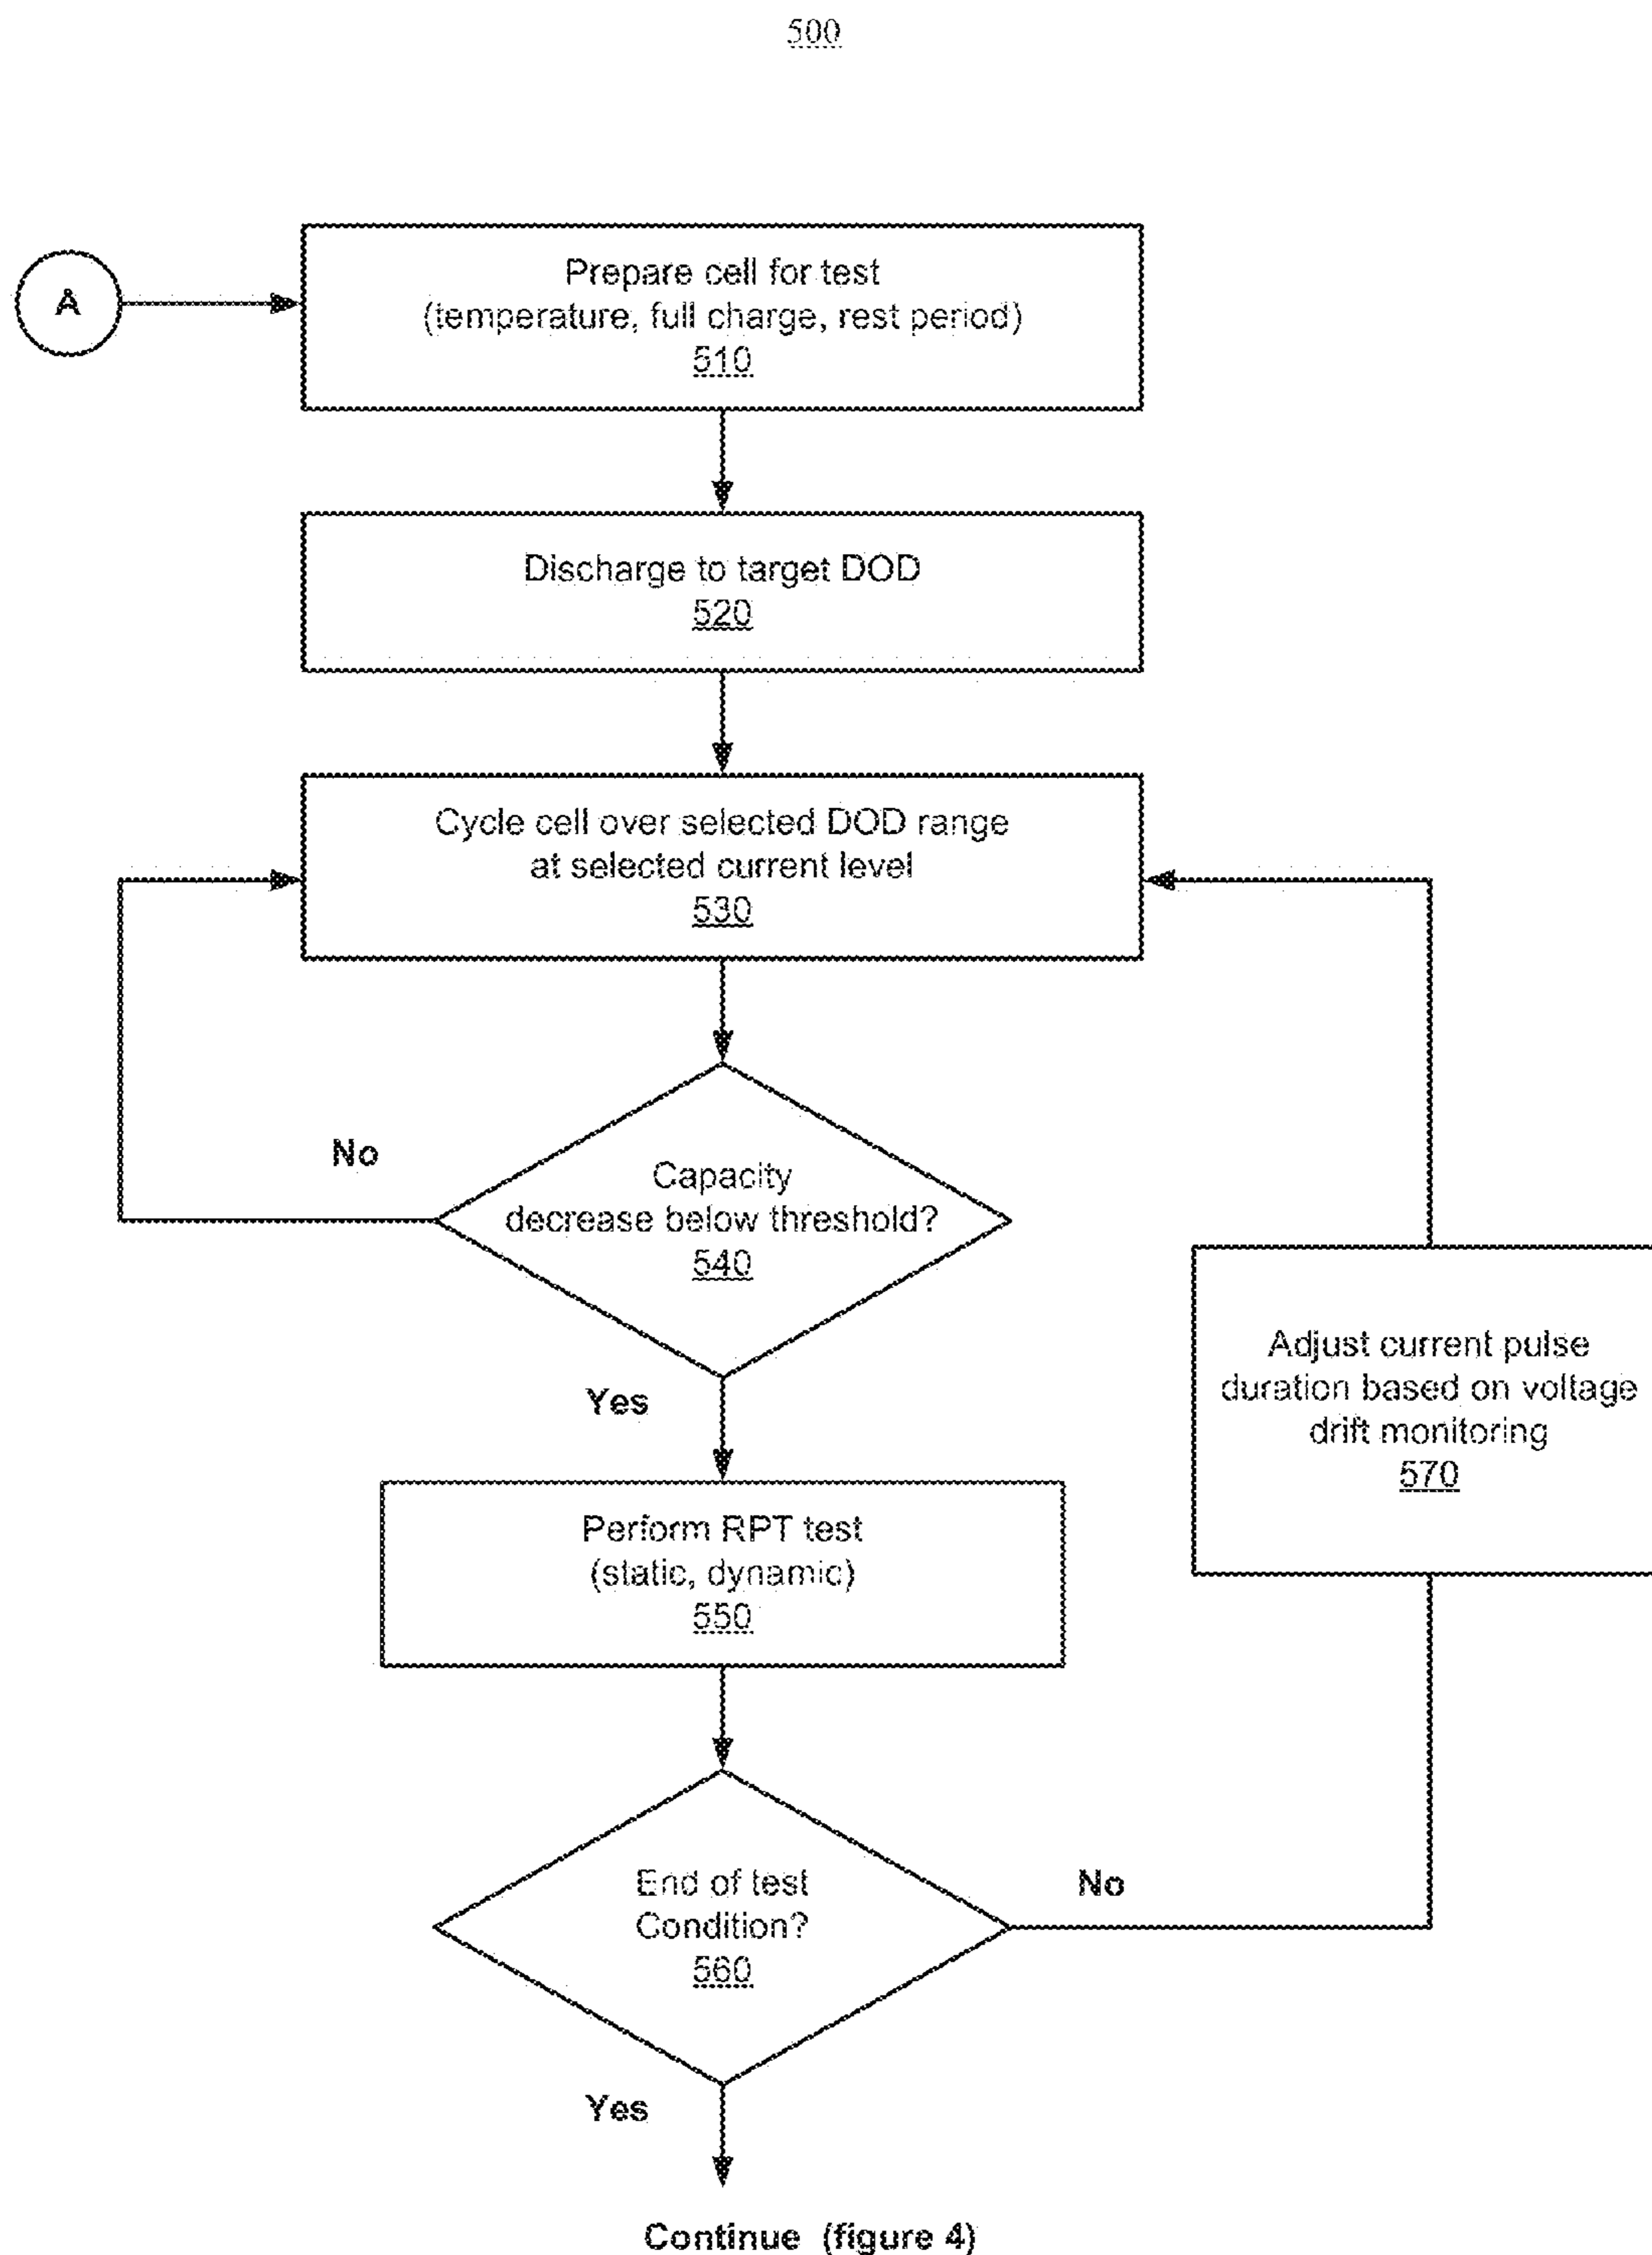 500
A
Prepare cell for test
(temperature, full charge, rest period)
510
Discharge to target DOD
520
Cycle cell over selected DOD range
at selected current level
530
No
Capacity
decrease below threshold?
540
Yes
Adjust current pulse
duration based on voltage
drift monitoring
570
Perform RPT test
(static, dynamic)
550
End of test
Condition?
560
No
Yes
Continue (figure 4)